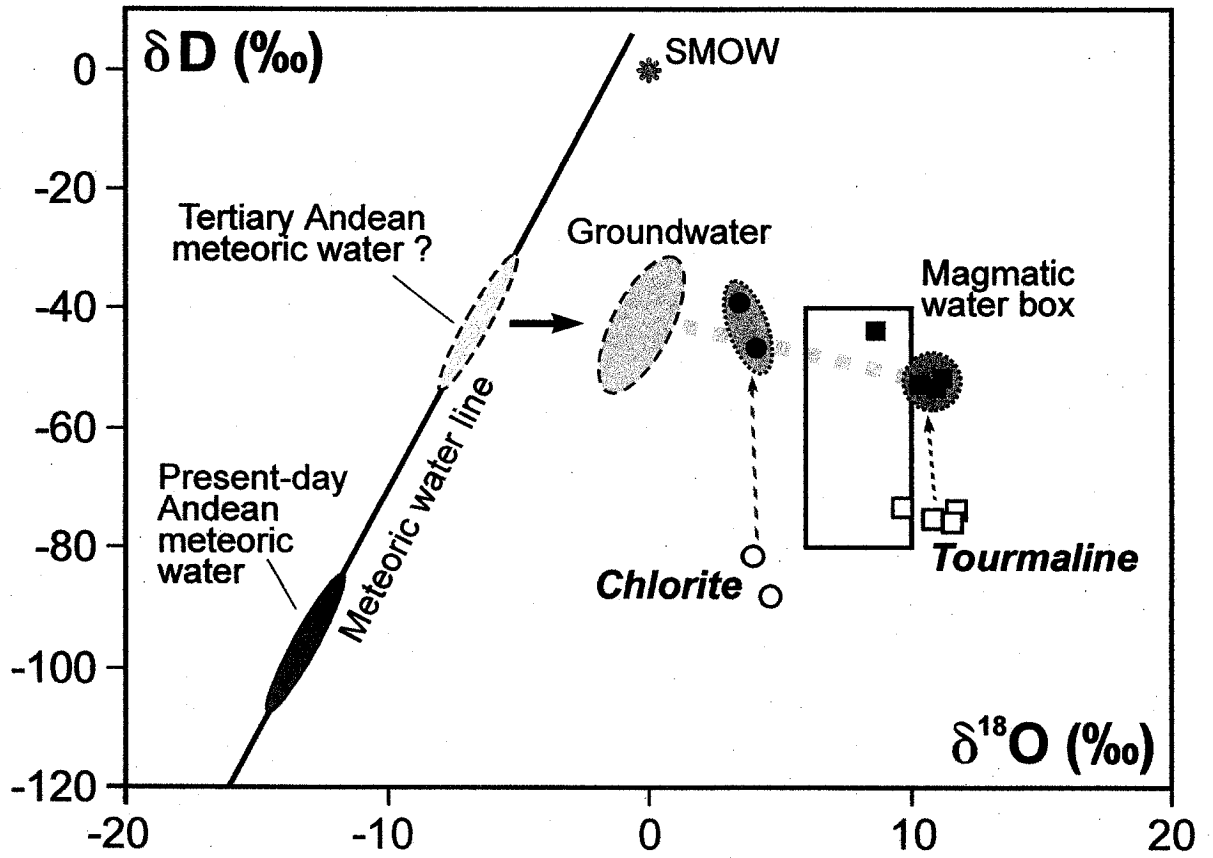 δ D (‰)
SMOW
0
-20
-40
-60
-80
-100
-120
Tertiary Andean
meteoric water ?
Groundwater
Magmatic
water box
Present-day
Andean
meteoric
water
Meteoric water line
Chlorite
Tourmaline
δ¹⁸O (‰)
-20
-10
0
10
20